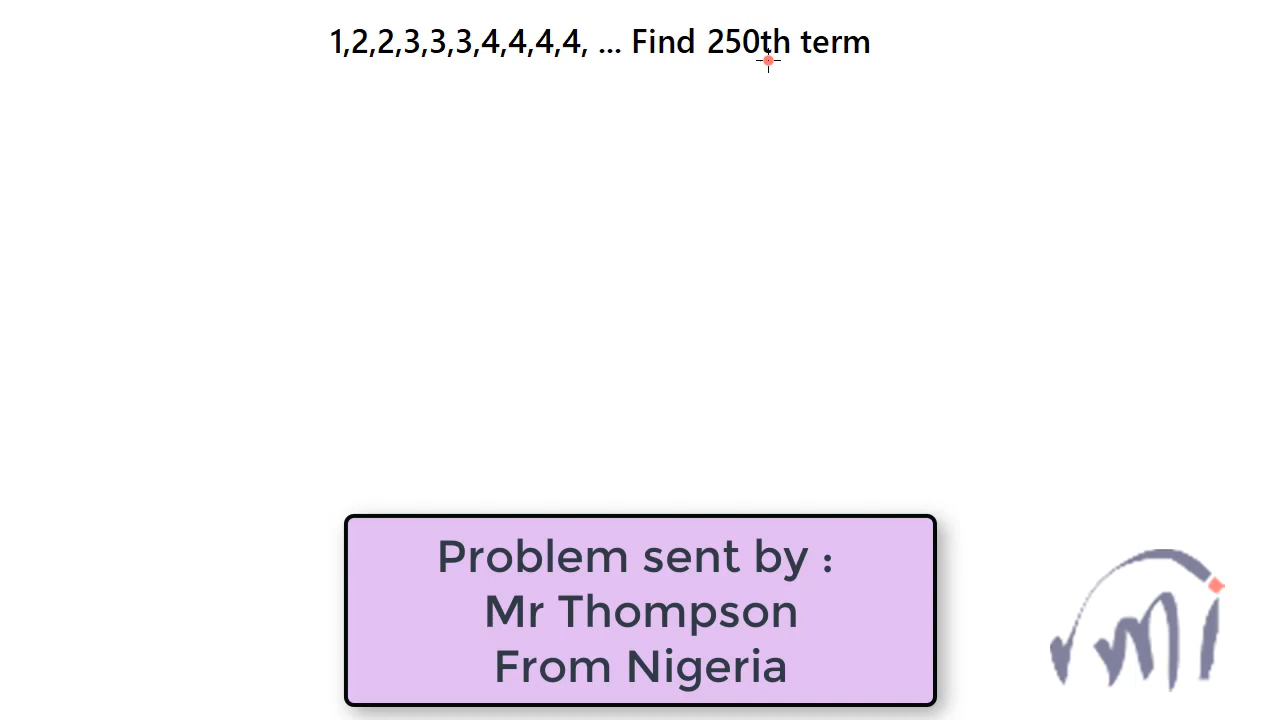 1,2,2,3,3,3,4,4,4,4, ... Find 250th term
Problem sent by :
Mr Thompson
From Nigeria
vmi